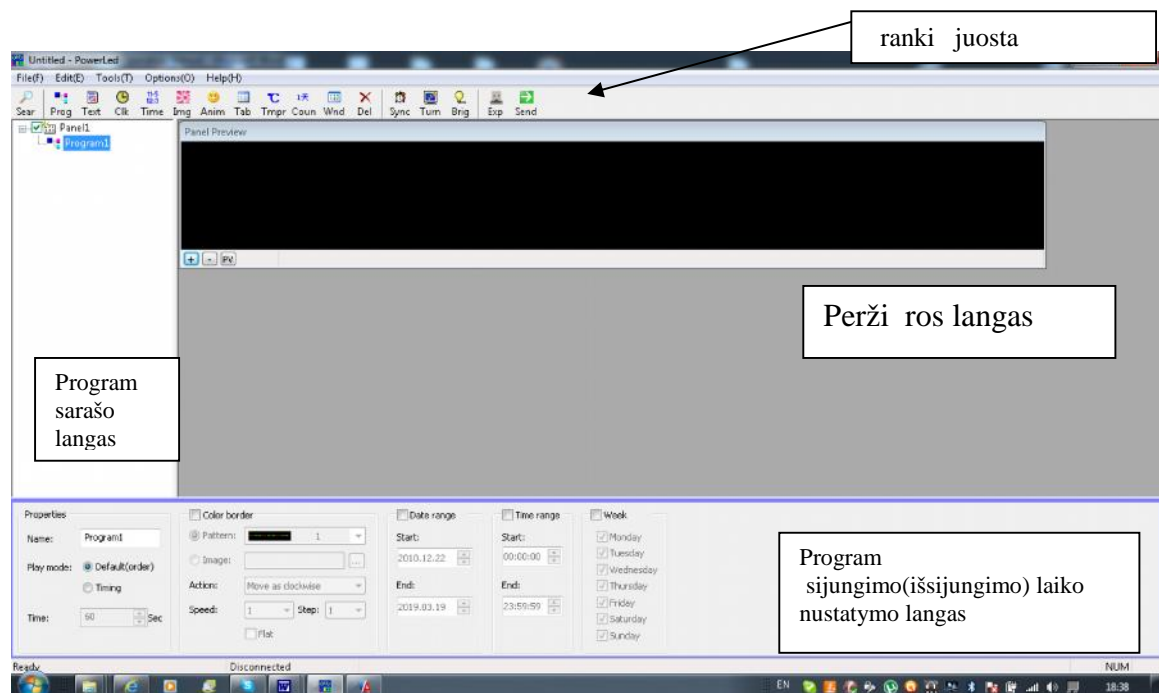 ranki juosta
Untitled - PowerLed
File(F) Edit(E) Tools(T) Options(O) Help(H)
Sear Prog Text Clk Time Img Anim Tab Tmpr Coun Wnd Del Sync Turn Brig Exp Send
Panel1
Program1
Panel Preview
+ - PV
Perži ros langas
Program
sarašo
langas
Properties
Name: Program1
Play mode: Default(order)
Timing
Time: 60 Sec
Color border
Pattern: 1
Image: ...
Action: Move as clockwise
Speed: 1 Step: 1
Flat
Date range
Start:
2010.12.22
End:
2019.03.19
Time range
Start:
00:00:00
End:
23:59:59
Week
Monday
Tuesday
Wednesday
Thursday
Friday
Saturday
Sunday
Program
sijungimo(išsijungimo) laiko
nustatymo langas
Ready Disconnected NUM
EN 18:38